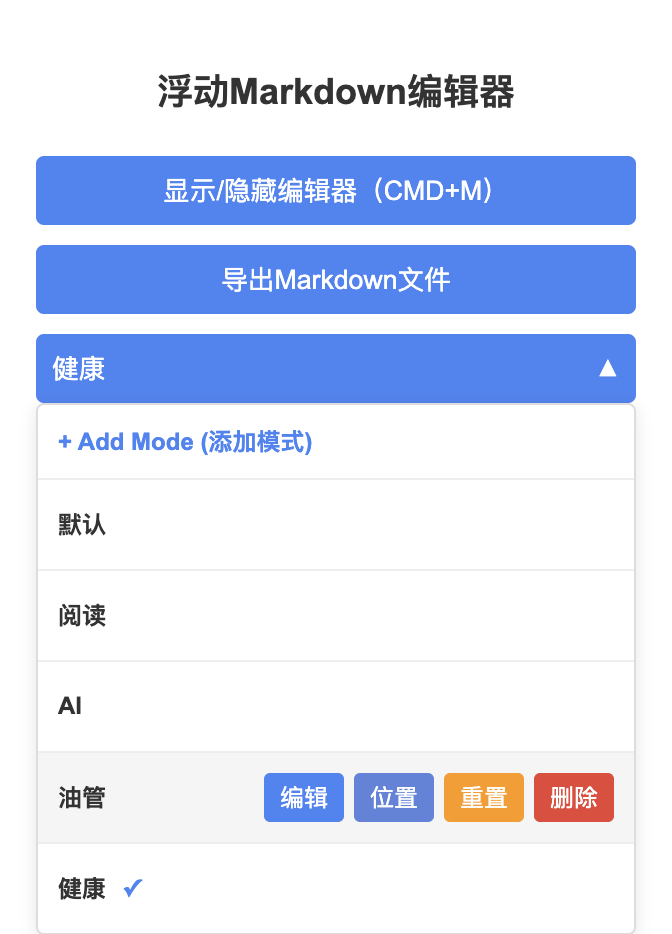 浮动Markdown编辑器
显示/隐藏编辑器（CMD+M）
导出Markdown文件
健康 ▲
+ Add Mode (添加模式)
默认
阅读
AI
油管 编辑 位置 重置 删除
健康 ✓